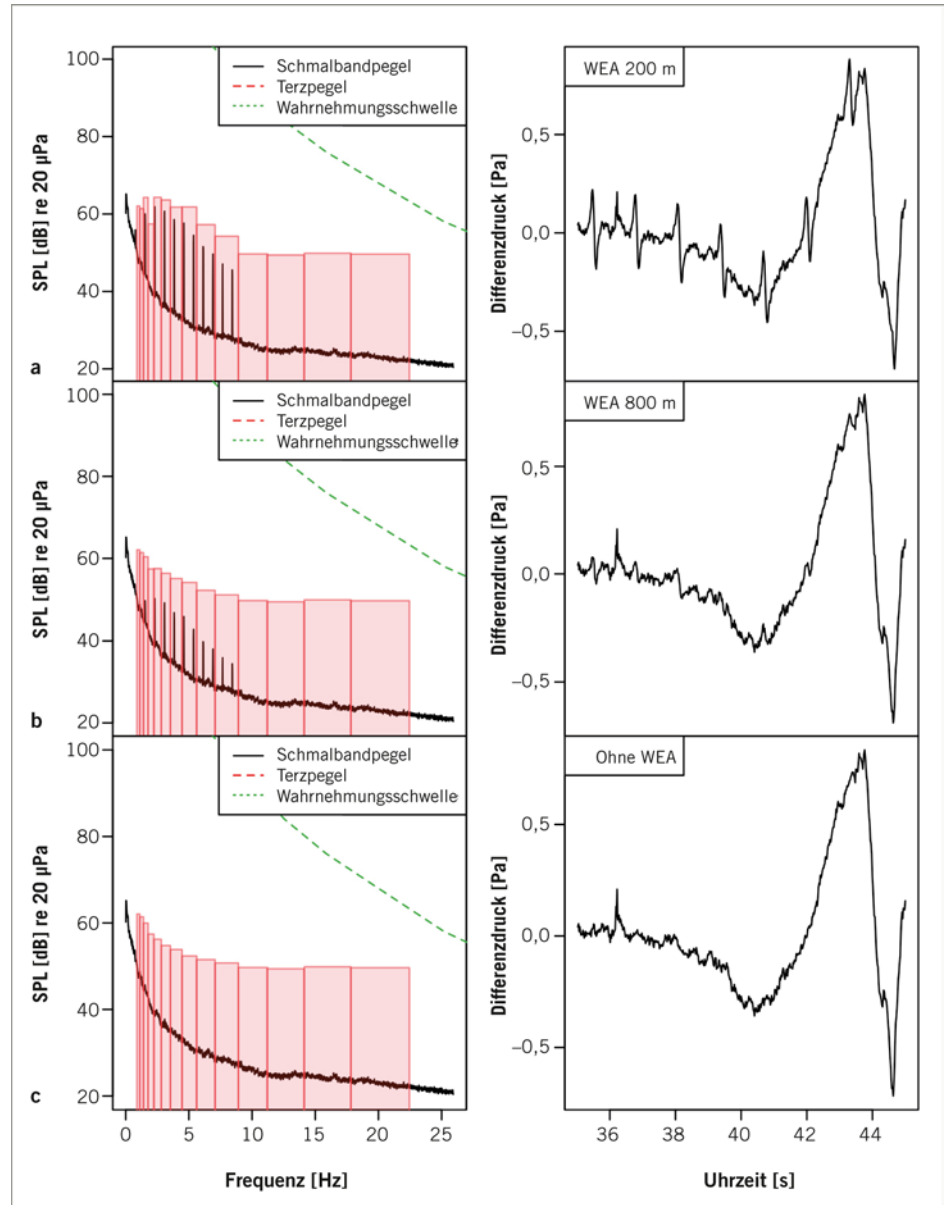 SPL [dB] re 20 µPa
100
80
60
40
20
a
Schmalbandpegel
Terzpegel
Wahrnehmungsschwelle
Differenzdruck [Pa]
0,5
0,0
–0,5
WEA 200 m
SPL [dB] re 20 µPa
100
80
60
40
20
b
Schmalbandpegel
Terzpegel
Wahrnehmungsschwelle
Differenzdruck [Pa]
0,5
0,0
–0,5
WEA 800 m
SPL [dB] re 20 µPa
100
80
60
40
20
c
Schmalbandpegel
Terzpegel
Wahrnehmungsschwelle
Differenzdruck [Pa]
0,5
0,0
–0,5
Ohne WEA
0 5 10 15 20 25
Frequenz [Hz]
36 38 40 42 44
Uhrzeit [s]